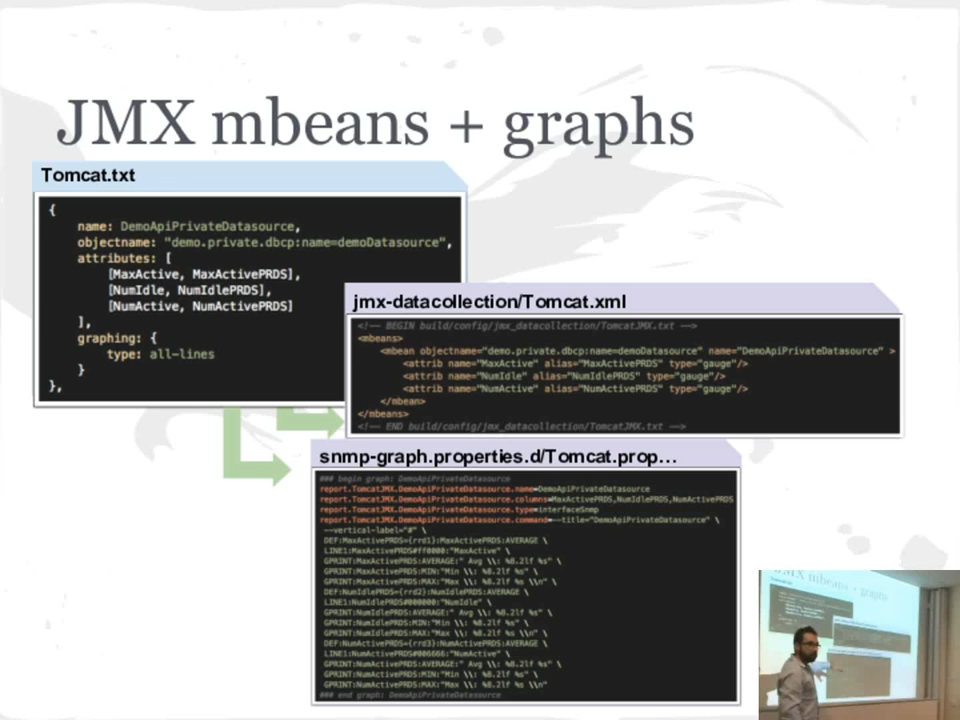 JMX mbeans + graphs
Tomcat.txt
{
name: DemoApiPrivateDatasource,
objectname: "demo.private.dbcp:name=demoDatasource",
attributes: [
[MaxActive, MaxActivePRDS],
[NumIdle, NumIdlePRDS],
[NumActive, NumActivePRDS]
],
graphing: {
type: all-lines
}
},
jmx-datacollection/Tomcat.xml
<!-- BEGIN build/config/jmx_datacollection/TomcatJMX.txt -->
<mbeans>
<mbean objectname="demo.private.dbcp:name=demoDatasource" name="DemoApiPrivateDatasource" >
<attrib name="MaxActive" alias="MaxActivePRDS" type="gauge"/>
<attrib name="NumIdle" alias="NumIdlePRDS" type="gauge"/>
<attrib name="NumActive" alias="NumActivePRDS" type="gauge"/>
</mbean>
</mbeans>
<!-- END build/config/jmx_datacollection/TomcatJMX.txt -->
snmp-graph.properties.d/Tomcat.prop...
### begin graph: DemoApiPrivateDatasource
report.TomcatJMX.DemoApiPrivateDatasource.name=DemoApiPrivateDatasource
report.TomcatJMX.DemoApiPrivateDatasource.columns=MaxActivePRDS,NumIdlePRDS,NumActivePRDS
report.TomcatJMX.DemoApiPrivateDatasource.type=interfaceSnmp
report.TomcatJMX.DemoApiPrivateDatasource.command=--title="DemoApiPrivateDatasource" \
--vertical-label="#" \
DEF:MaxActivePRDS={rrd1}:MaxActivePRDS:AVERAGE \
LINE1:MaxActivePRDS#ff0000:"MaxActive" \
GPRINT:MaxActivePRDS:AVERAGE:" Avg \\: %8.2lf %s" \
GPRINT:MaxActivePRDS:MIN:"Min \\: %8.2lf %s" \
GPRINT:MaxActivePRDS:MAX:"Max \\: %8.2lf %s \\n" \
DEF:NumIdlePRDS={rrd2}:NumIdlePRDS:AVERAGE \
LINE1:NumIdlePRDS#000000:"NumIdle" \
GPRINT:NumIdlePRDS:AVERAGE:" Avg \\: %8.2lf %s" \
GPRINT:NumIdlePRDS:MIN:"Min \\: %8.2lf %s" \
GPRINT:NumIdlePRDS:MAX:"Max \\: %8.2lf %s \\n" \
DEF:NumActivePRDS={rrd3}:NumActivePRDS:AVERAGE \
LINE1:NumActivePRDS#006666:"NumActive" \
GPRINT:NumActivePRDS:AVERAGE:" Avg \\: %8.2lf %s" \
GPRINT:NumActivePRDS:MIN:"Min \\: %8.2lf %s" \
GPRINT:NumActivePRDS:MAX:"Max \\: %8.2lf %s \\n"
### end graph: DemoApiPrivateDatasource
JMX mbeans + graphs